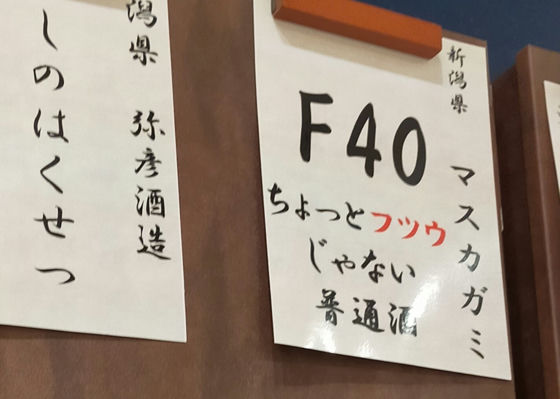 新潟県 マスカガミ
F40
ちょっとフツウ
じゃない
普通酒
潟県 弥彦酒造
しのはくせつ